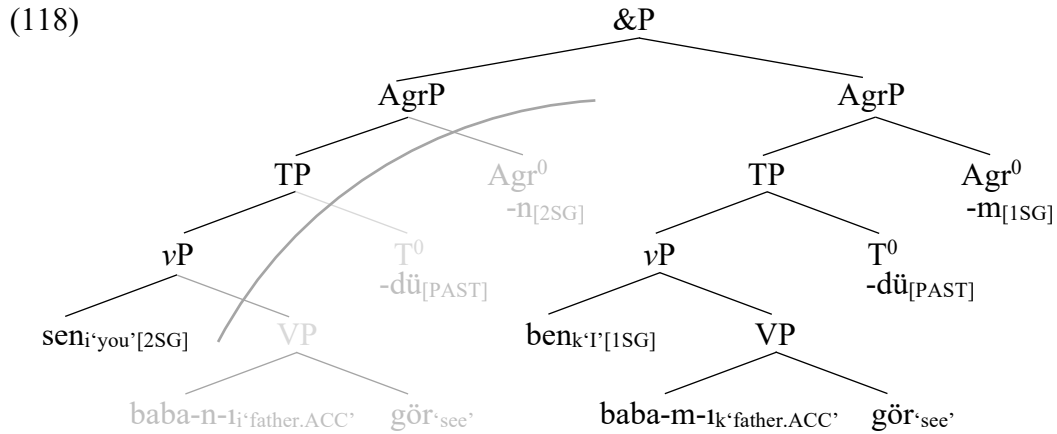 (118) &P
AgrP AgrP
TP Agr⁰ TP Agr⁰
-n[2SG] -m[1SG]
vP T⁰ vP T⁰
-dü[PAST] -dü[PAST]
seni‘you’[2SG] VP benk‘I’[1SG] VP
baba-n-ıi‘father.ACC’ gör‘see’ baba-m-ık‘father.ACC’ gör‘see’